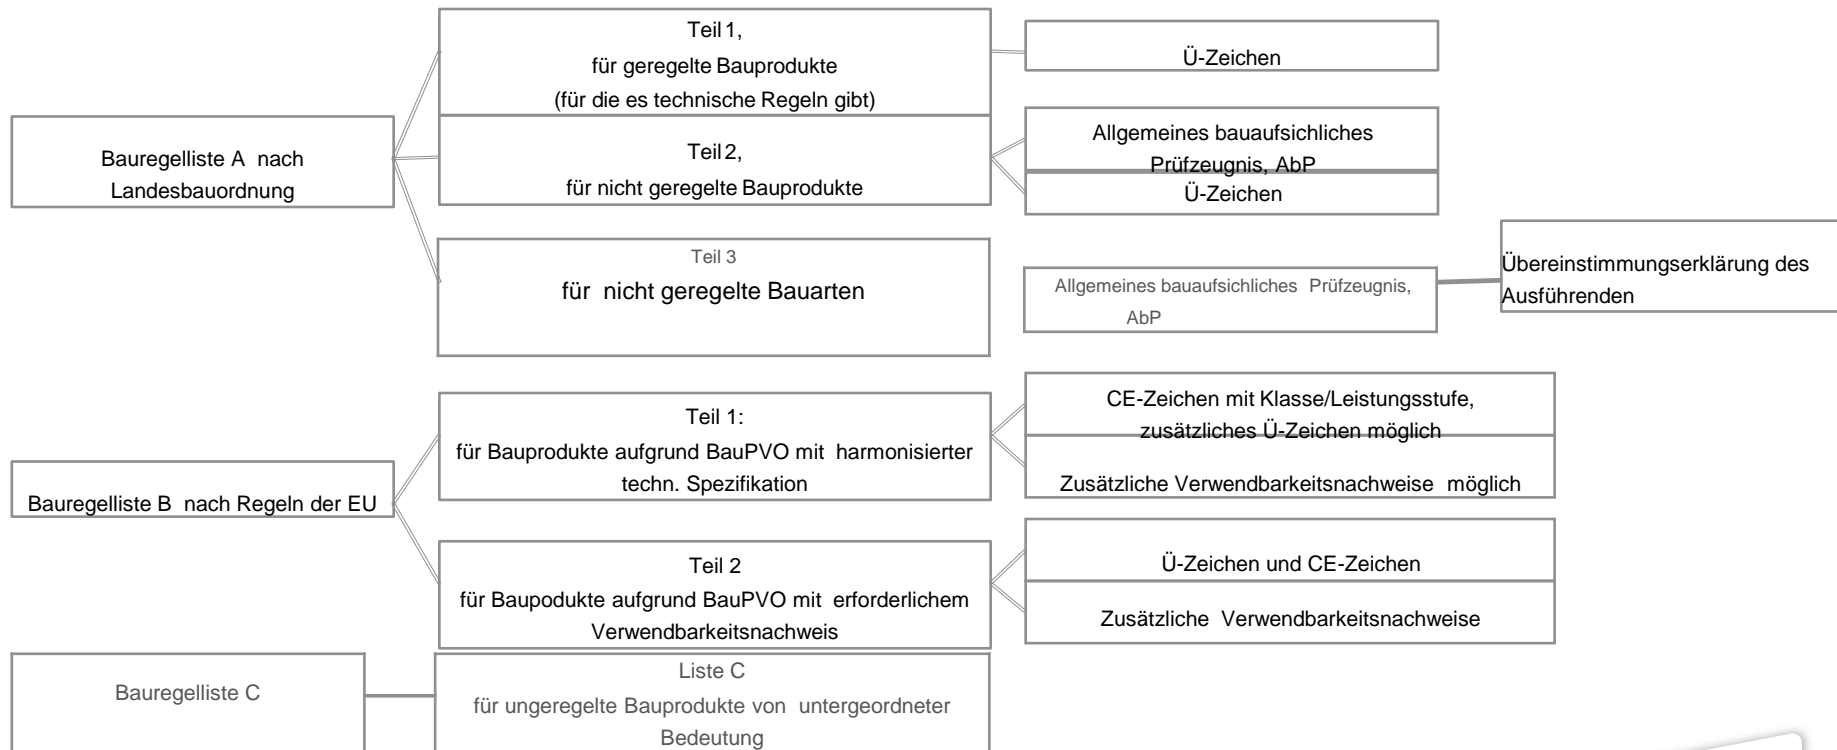 Teil 1,
für geregelte Bauprodukte
(für die es technische Regeln gibt)
Ü-Zeichen
Bauregelliste A nach
Landesbauordnung
Teil 2,
für nicht geregelte Bauprodukte
Allgemeines bauaufsichliches
Prüfzeugnis, AbP
Ü-Zeichen
Teil 3
für nicht geregelte Bauarten
Allgemeines bauaufsichliches Prüfzeugnis,
AbP
Übereinstimmungserklärung des
Ausführenden
Bauregelliste B nach Regeln der EU
Teil 1:
für Bauprodukte aufgrund BauPVO mit harmonisierter
techn. Spezifikation
CE-Zeichen mit Klasse/Leistungsstufe,
zusätzliches Ü-Zeichen möglich
Zusätzliche Verwendbarkeitsnachweise möglich
Teil 2
für Baupodukte aufgrund BauPVO mit erforderlichem
Verwendbarkeitsnachweis
Ü-Zeichen und CE-Zeichen
Zusätzliche Verwendbarkeitsnachweise
Bauregelliste C
Liste C
für ungeregelte Bauprodukte von untergeordneter
Bedeutung